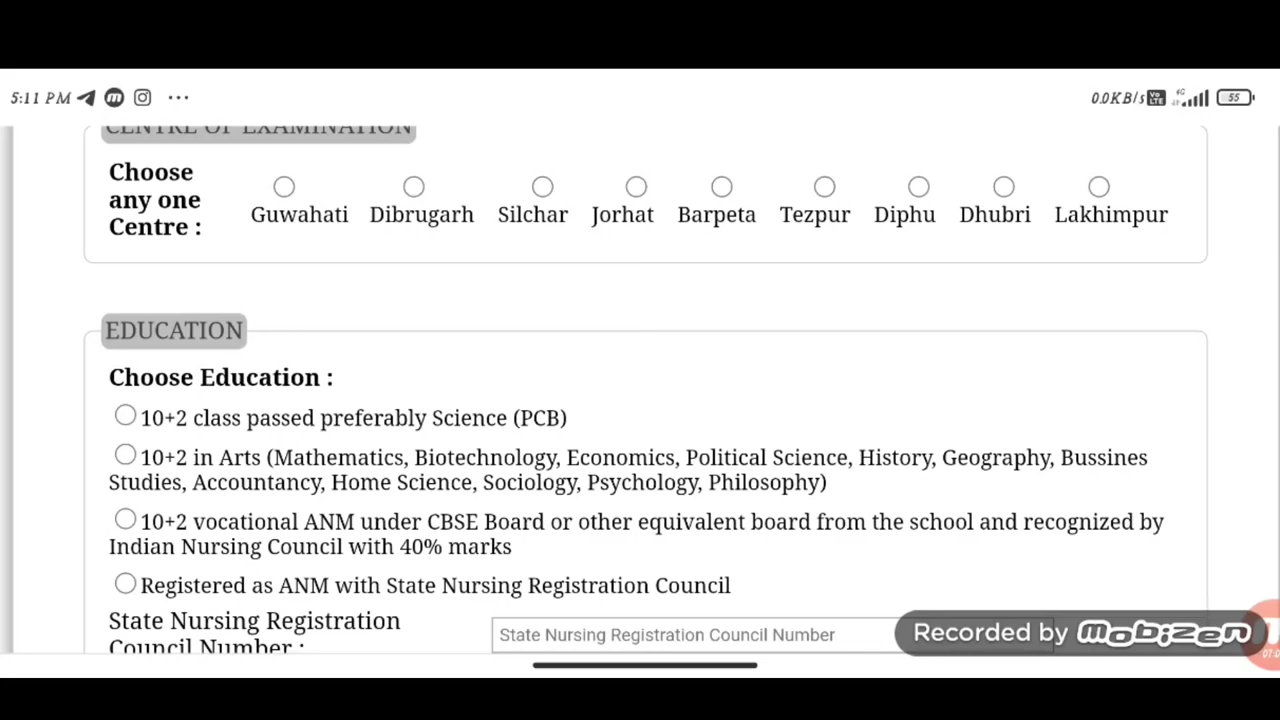 5:11 PM
0.0KB/s Vo LTE 4G 55
CENTRE OF EXAMINATION
Choose
any one
Centre :
Guwahati Dibrugarh Silchar Jorhat Barpeta Tezpur Diphu Dhubri Lakhimpur
EDUCATION
Choose Education :
10+2 class passed preferably Science (PCB)
10+2 in Arts (Mathematics, Biotechnology, Economics, Political Science, History, Geography, Bussines
Studies, Accountancy, Home Science, Sociology, Psychology, Philosophy)
10+2 vocational ANM under CBSE Board or other equivalent board from the school and recognized by
Indian Nursing Council with 40% marks
Registered as ANM with State Nursing Registration Council
State Nursing Registration
Council Number :
State Nursing Registration Council Number
Recorded by mobizen